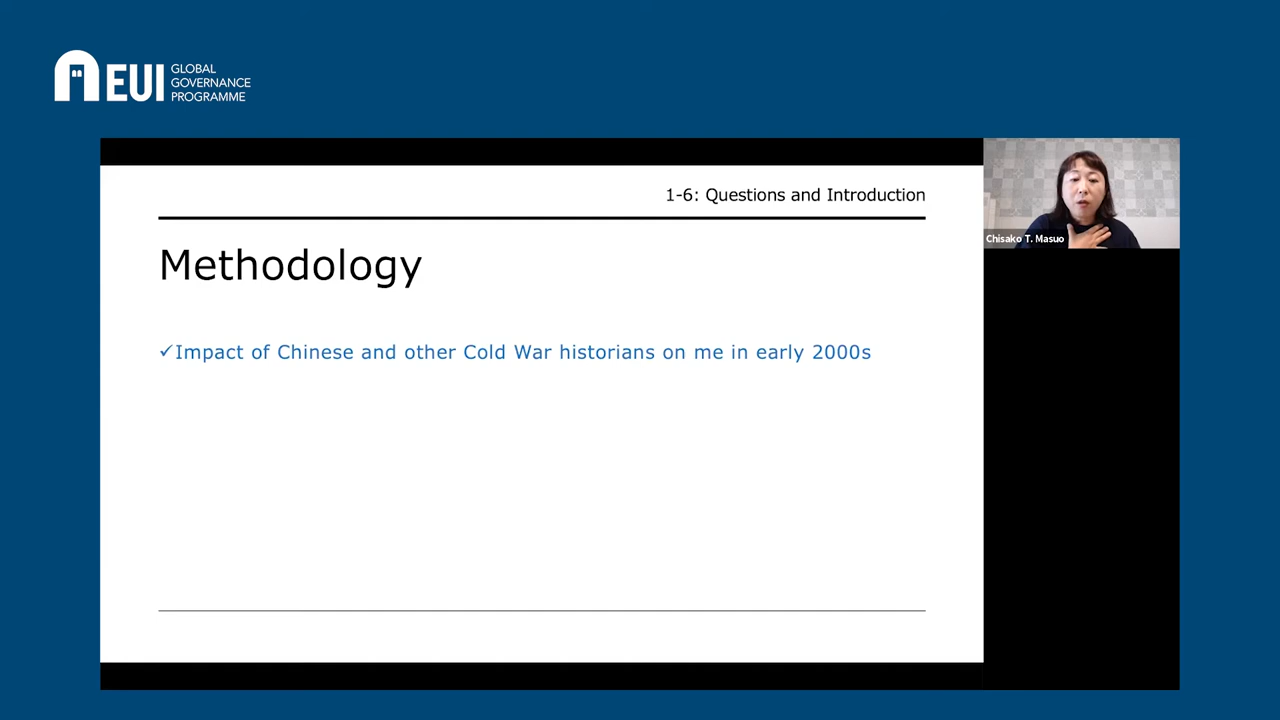 EUI
GLOBAL
GOVERNANCE
PROGRAMME
1-6: Questions and Introduction
Methodology
✓Impact of Chinese and other Cold War historians on me in early 2000s
Chisako T. Masuo